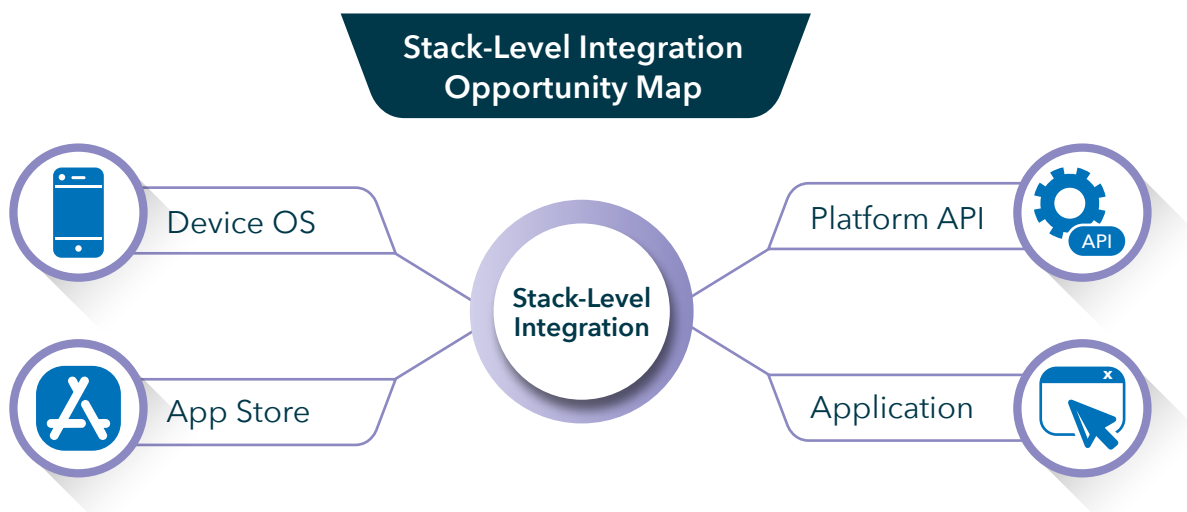 Stack-Level Integration
Opportunity Map
Device OS
Platform API
API
Stack-Level
Integration
App Store
Application
x